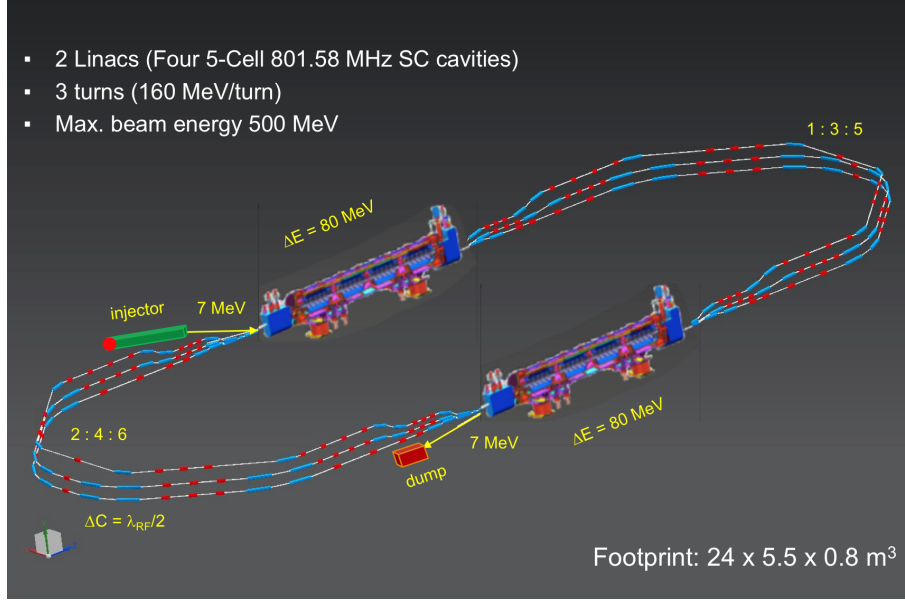 ▪ 2 Linacs (Four 5-Cell 801.58 MHz SC cavities)
▪ 3 turns (160 MeV/turn)
▪ Max. beam energy 500 MeV
1 : 3 : 5
ΔE = 80 MeV
injector
7 MeV
2 : 4 : 6
7 MeV
ΔE = 80 MeV
dump
ΔC = λRF/2
Footprint: 24 x 5.5 x 0.8 m³